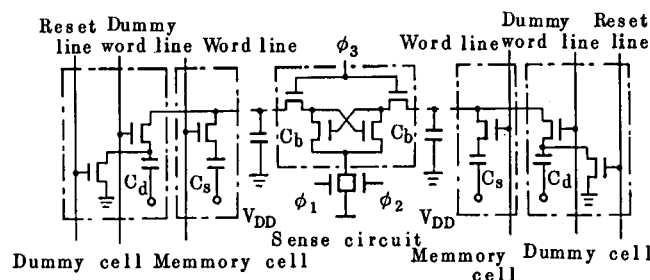 Reset Dummy
line word line Word line
ϕ3
Dummy Reset
Word line word line line
Cb
Cb
Cd
Cs
Cs
Cd
ϕ1
ϕ2
VDD
VDD
Sense circuit
Dummy cell Memmory cell
Memmory cell
Dummy cell